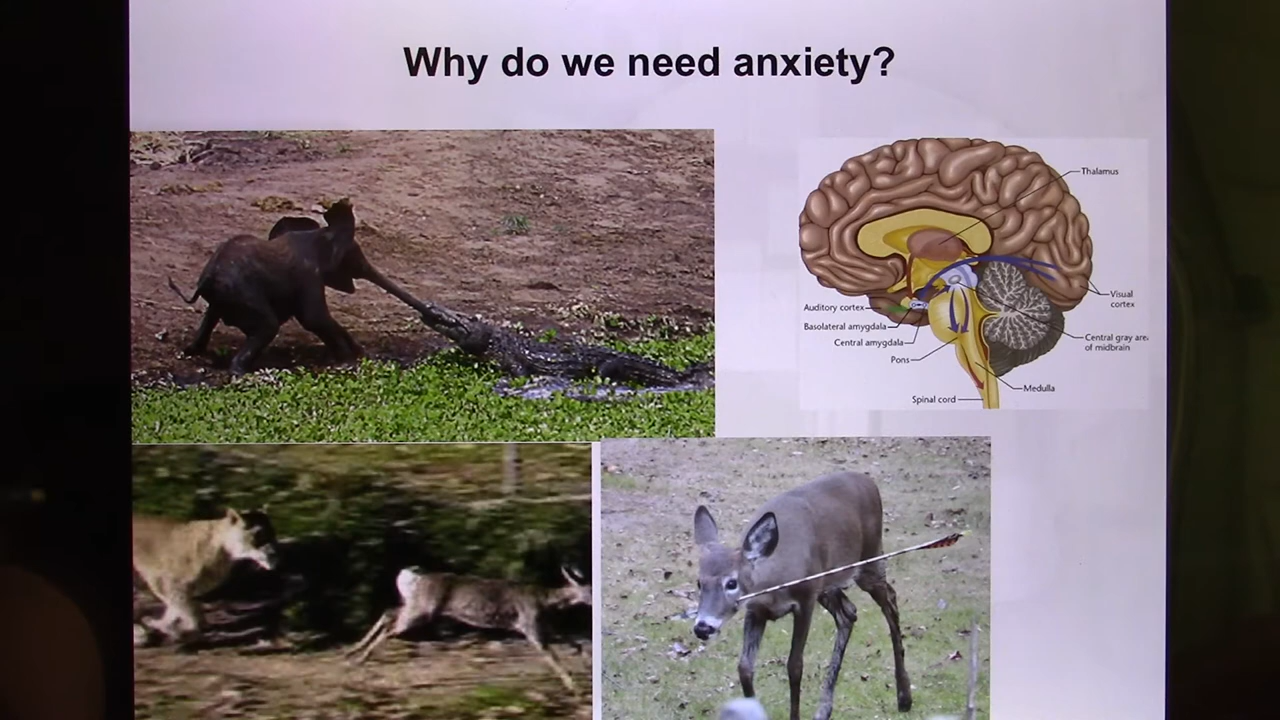 Why do we need anxiety?
Thalamus
Visual
cortex
Auditory cortex
Basolateral amygdala
Central amygdala
Pons
Central gray area
of midbrain
Medulla
Spinal cord